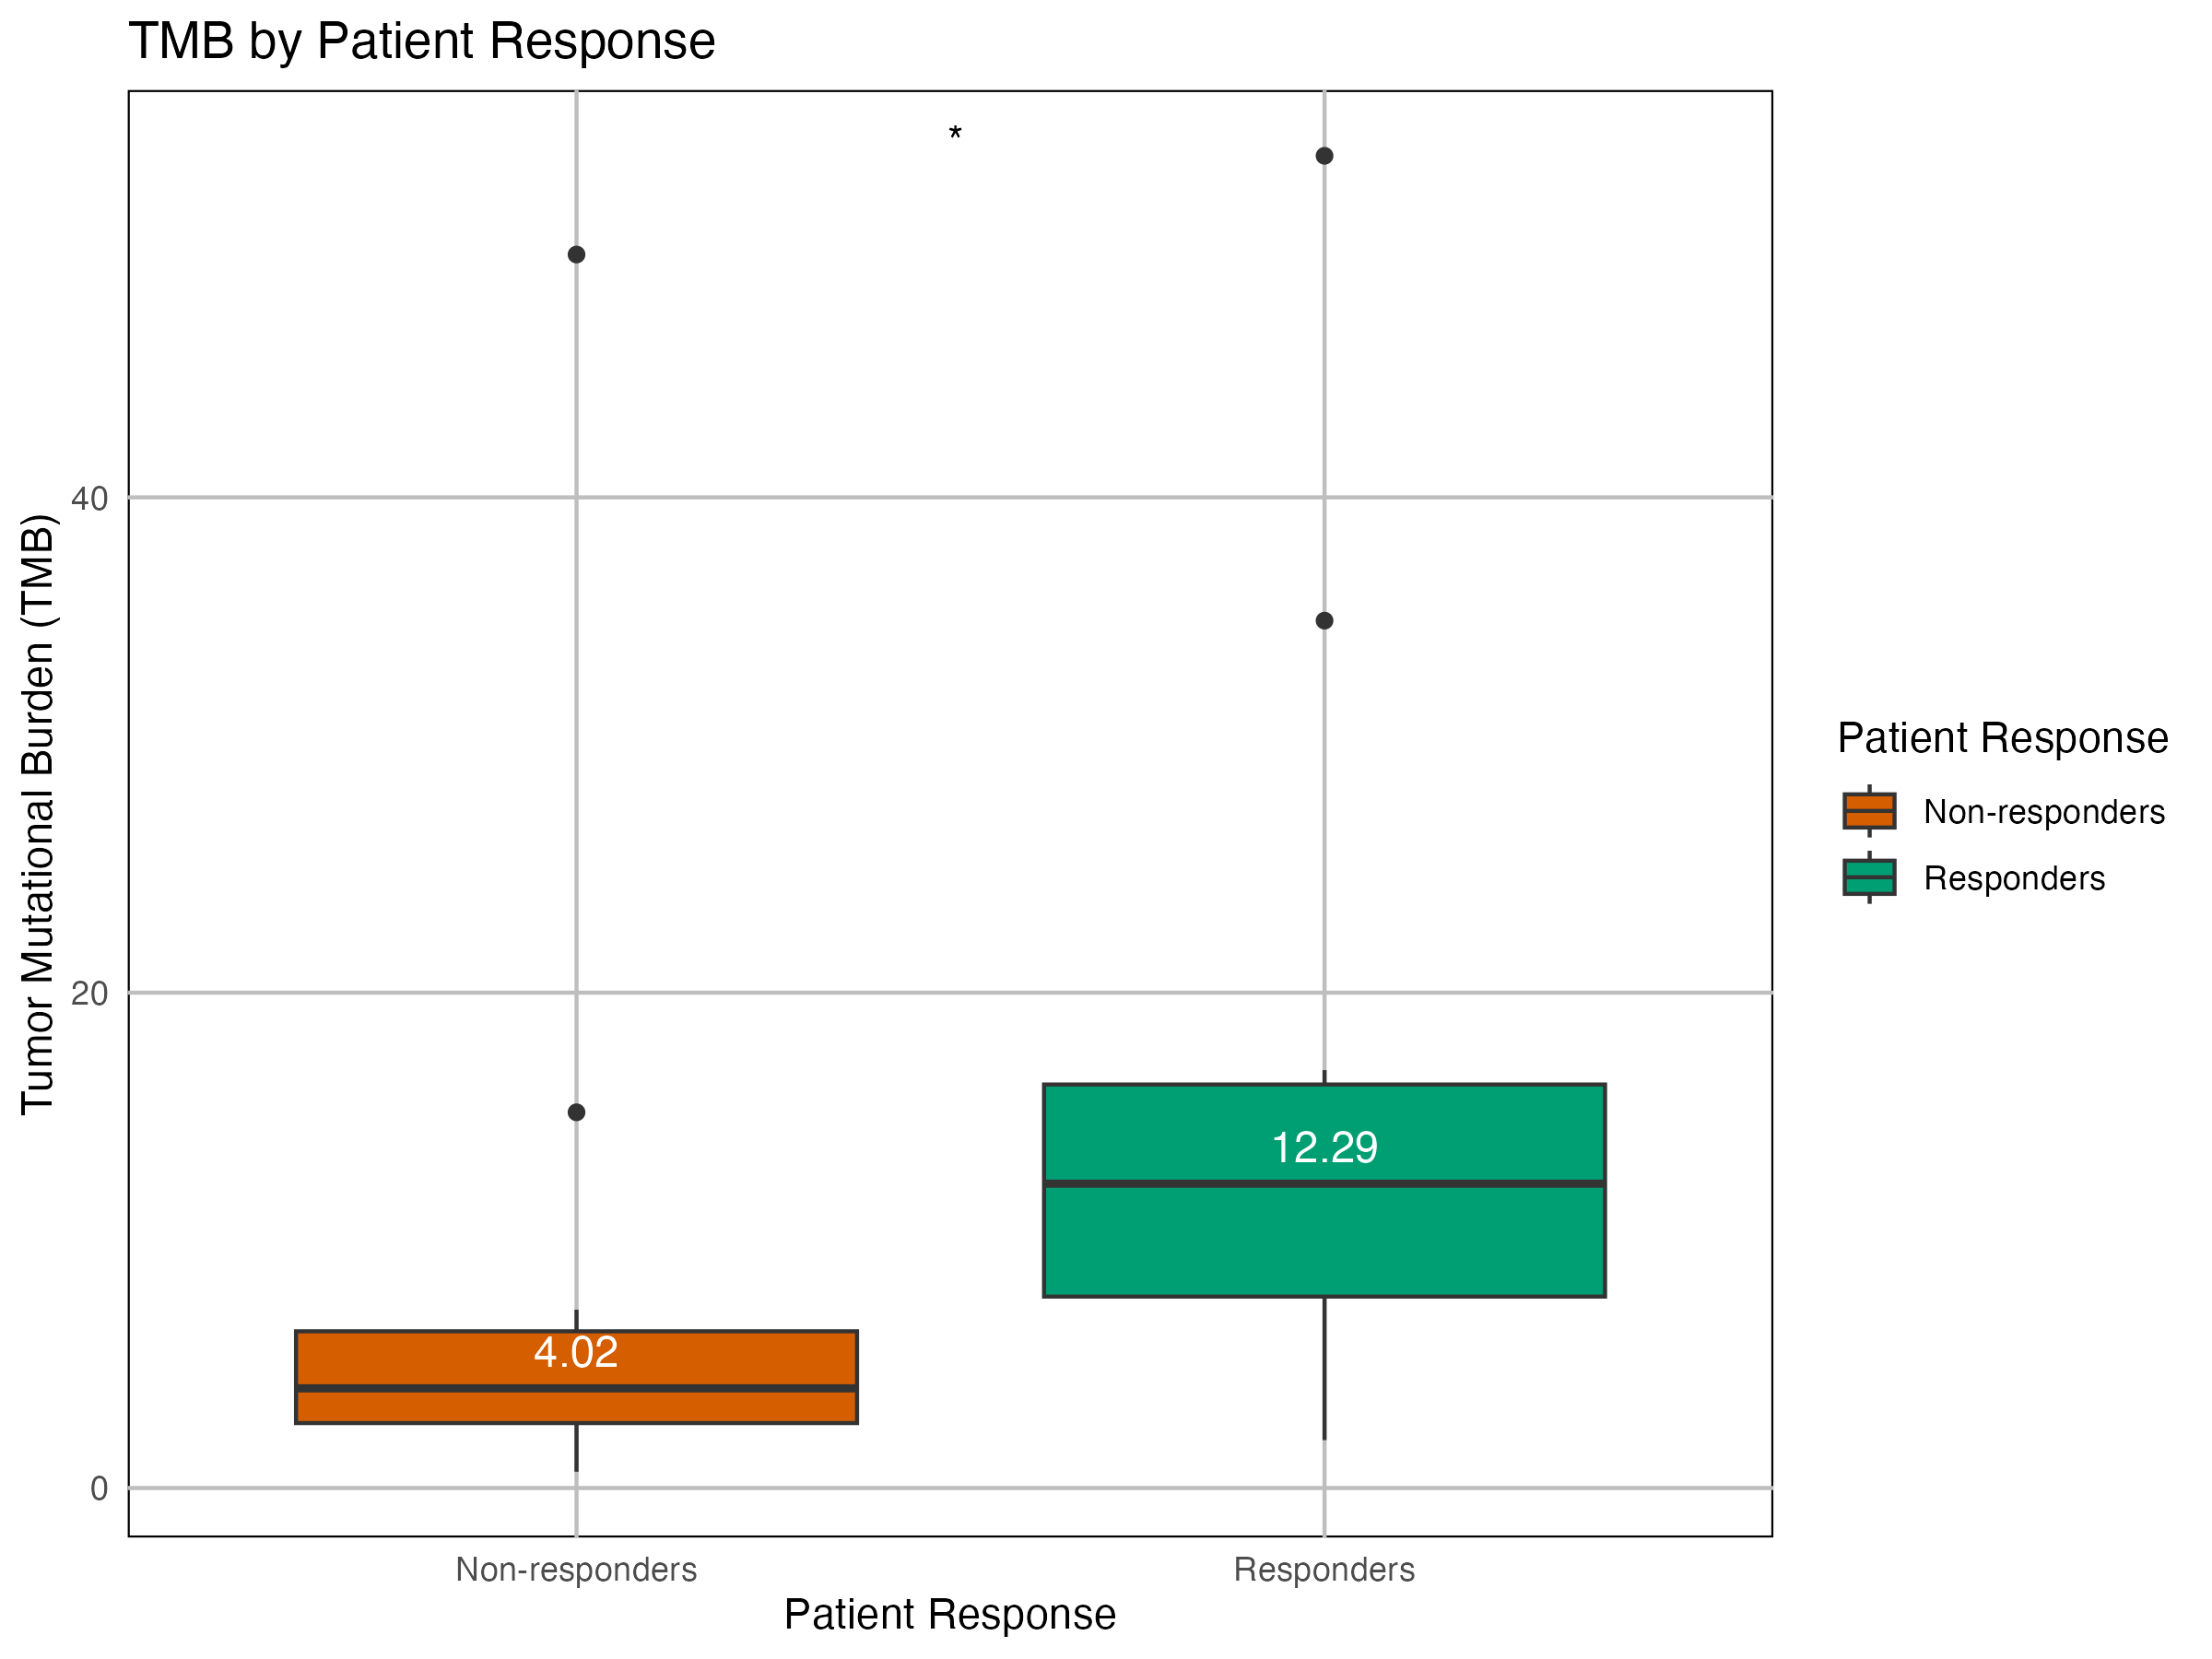 TMB by Patient Response
*
Tumor Mutational Burden (TMB)
40
20
0
12.29
4.02
Non-responders
Responders
Patient Response
Patient Response
Non-responders
Responders